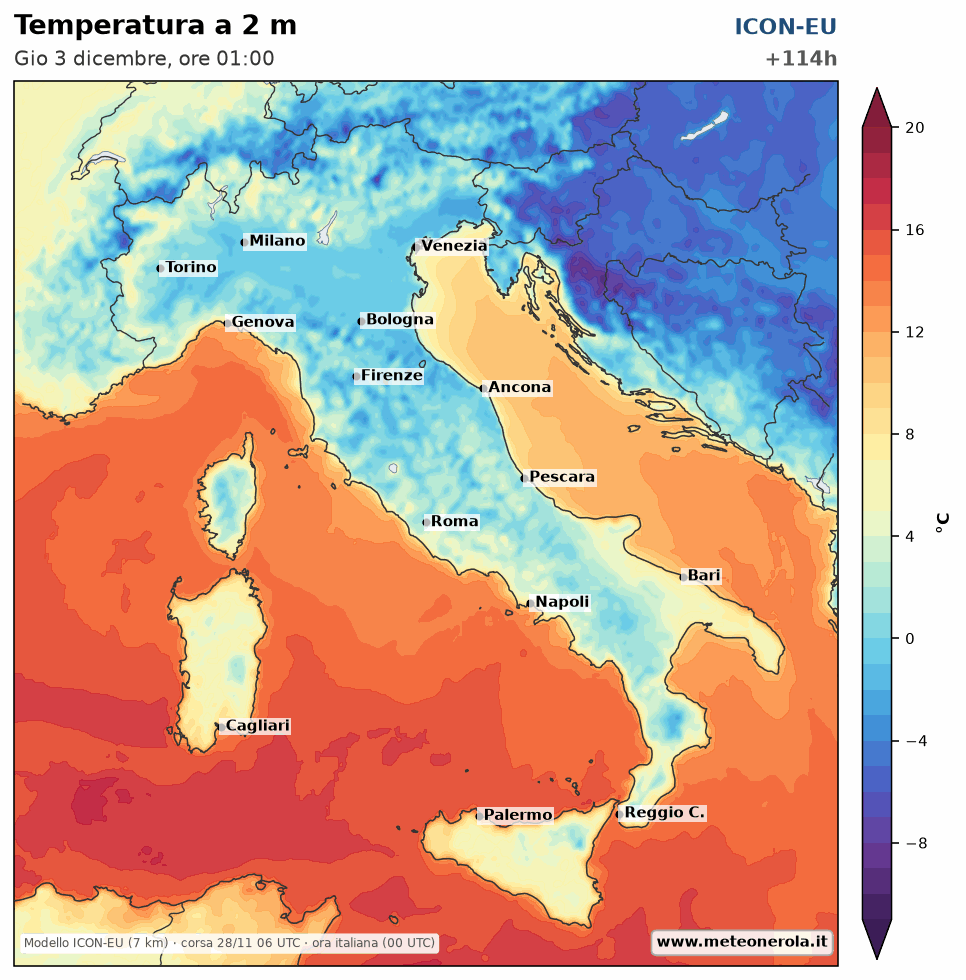 Temperatura a 2 m
ICON-EU
Gio 3 dicembre, ore 01:00
+114h
Milano
Venezia
Torino
Genova
Bologna
Firenze
Ancona
Pescara
Roma
Bari
Napoli
Cagliari
Palermo
Reggio C.
20
16
12
8
4
0
−4
−8
°C
Modello ICON-EU (7 km) · corsa 28/11 06 UTC · ora italiana (00 UTC)
www.meteonerola.it